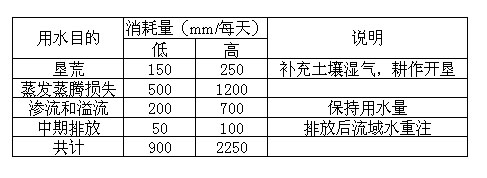 用水目的 消耗量（mm/每天） 说明
低 高
垦荒 150 250 补充土壤湿气，耕作开垦
蒸发蒸腾损失 500 1200
渗流和溢流 200 700 保持用水量
中期排放 50 100 排放后流域水重注
共计 900 2250